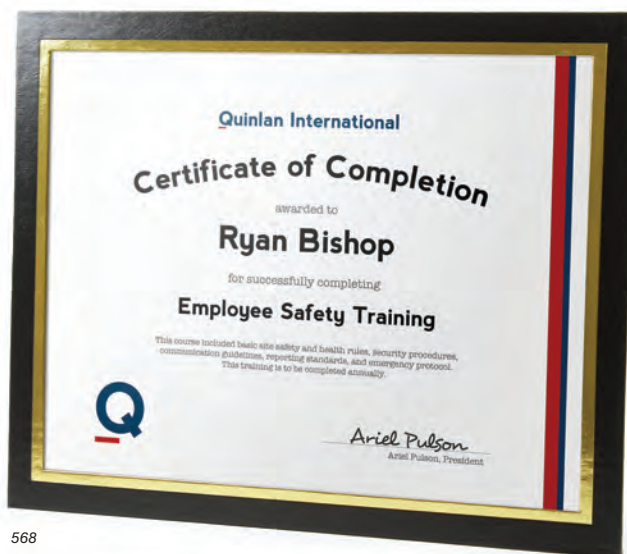 Quinlan International
Certificate of Completion
awarded to
Ryan Bishop
for successfully completing
Employee Safety Training
This course included basic site safety and health rules, security procedures,
communication guidelines, reporting standards, and emergency protocol.
This training is to be completed annually.
Q
Ariel Pulson
Ariel Pulson, President
568